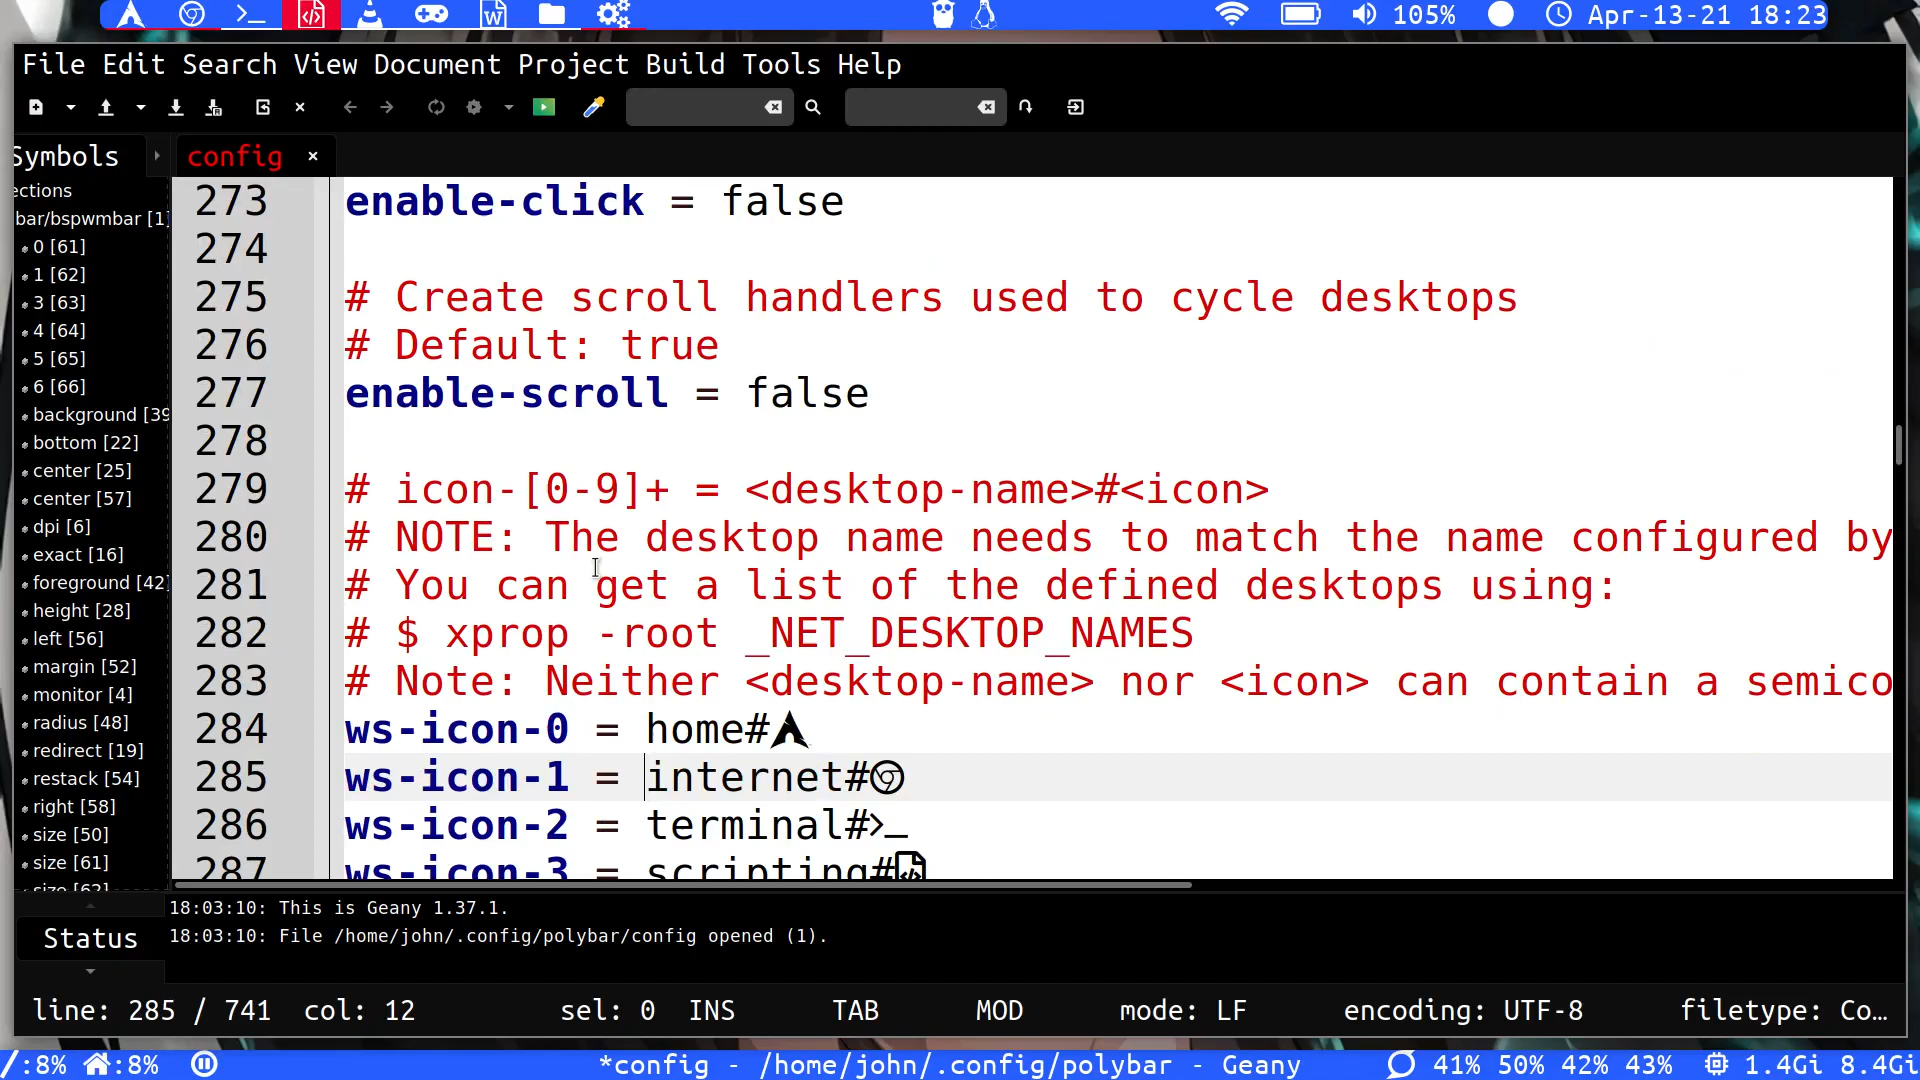 105% Apr-13-21 18:23
File Edit Search View Document Project Build Tools Help
Symbols
config
ections
bar/bspwmbar [1]
0 [61]
1 [62]
3 [63]
4 [64]
5 [65]
6 [66]
background [39
bottom [22]
center [25]
center [57]
dpi [6]
exact [16]
foreground [42]
height [28]
left [56]
margin [52]
monitor [4]
radius [48]
redirect [19]
restack [54]
right [58]
size [50]
size [61]
size [62]
273 enable-click = false
274
275 # Create scroll handlers used to cycle desktops
276 # Default: true
277 enable-scroll = false
278
279 # icon-[0-9]+ = <desktop-name>#<icon>
280 # NOTE: The desktop name needs to match the name configured by
281 # You can get a list of the defined desktops using:
282 # $ xprop -root _NET_DESKTOP_NAMES
283 # Note: Neither <desktop-name> nor <icon> can contain a semico
284 ws-icon-0 = home#
285 ws-icon-1 = internet#
286 ws-icon-2 = terminal#>_
287 ws-icon-3 = scripting#
Status
18:03:10: This is Geany 1.37.1.
18:03:10: File /home/john/.config/polybar/config opened (1).
line: 285 / 741 col: 12 sel: 0 INS TAB MOD mode: LF encoding: UTF-8 filetype: Co...
/:8% :8% *config - /home/john/.config/polybar - Geany 41% 50% 42% 43% 1.4Gi 8.4Gi